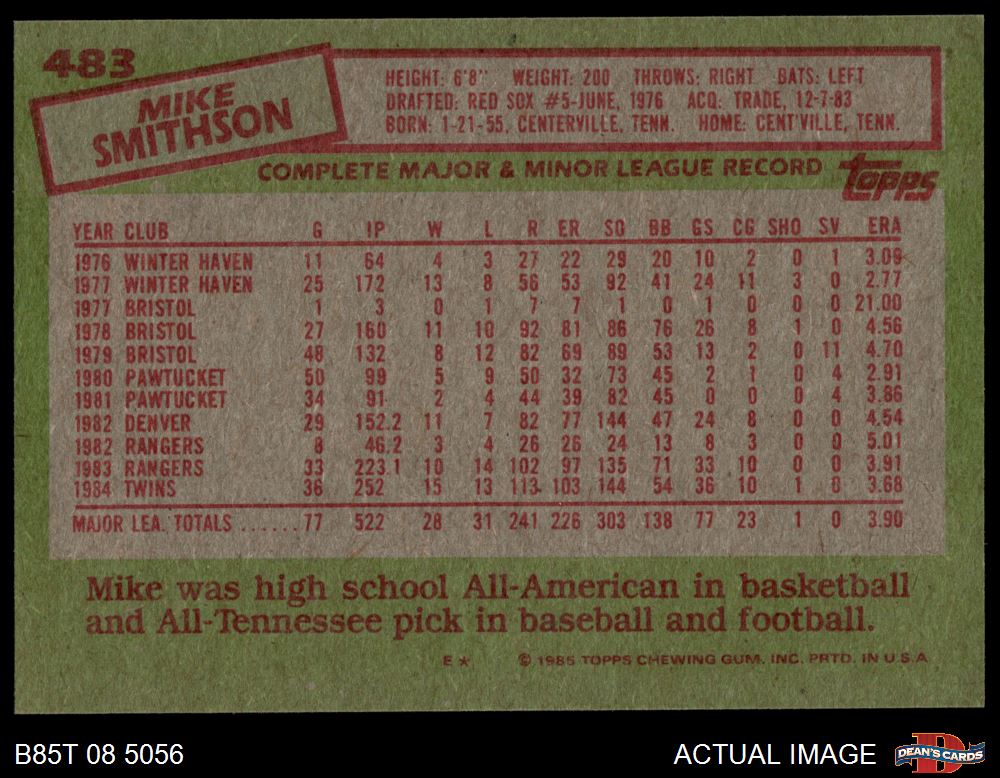 483
MIKE
SMITHSON
HEIGHT: 6'8" WEIGHT: 200 THROWS: RIGHT BATS: LEFT
DRAFTED: RED SOX #5-JUNE, 1976 ACQ: TRADE, 12-7-83
BORN: 1-21-55, CENTERVILLE, TENN. HOME: CENT'VILLE, TENN.
COMPLETE MAJOR & MINOR LEAGUE RECORD
Topps
YEAR CLUB G IP W L R ER SO BB GS CG SHO SV ERA
1976 WINTER HAVEN 11 64 4 3 27 22 29 20 10 2 0 1 3.09
1977 WINTER HAVEN 25 172 13 8 56 53 92 41 24 11 3 0 2.77
1977 BRISTOL 1 3 0 1 7 7 1 0 1 0 0 0 21.00
1978 BRISTOL 27 160 11 10 92 81 86 76 26 8 1 0 4.56
1979 BRISTOL 48 132 8 12 82 69 89 53 13 2 0 11 4.70
1980 PAWTUCKET 50 99 5 9 50 32 73 45 2 1 0 4 2.91
1981 PAWTUCKET 34 91 2 4 44 39 82 45 0 0 0 4 3.86
1982 DENVER 29 152.2 11 7 82 77 144 47 24 8 0 0 4.54
1982 RANGERS 8 46.2 3 4 26 26 24 13 8 3 0 0 5.01
1983 RANGERS 33 223.1 10 14 102 97 135 71 33 10 0 0 3.91
1984 TWINS 36 252 15 13 113 103 144 54 36 10 1 0 3.68
MAJOR LEA. TOTALS ...... 77 522 28 31 241 226 303 138 77 23 1 0 3.90
Mike was high school All-American in basketball
and All-Tennessee pick in baseball and football.
E * © 1985 TOPPS CHEWING GUM, INC. PRTD. IN U.S.A
B85T 08 5056
ACTUAL IMAGE
DEAN'S CARDS